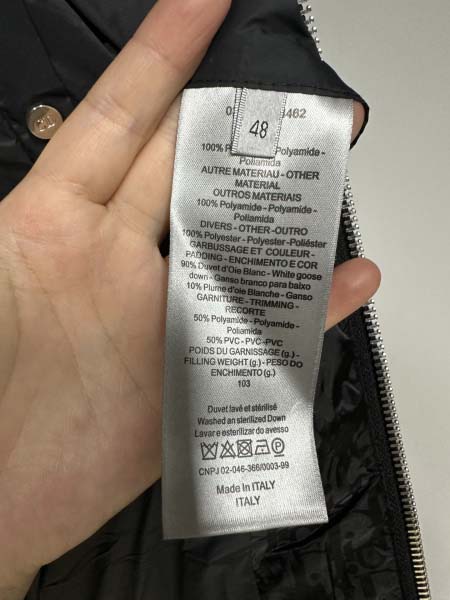 462
48
100% Polyamide -
Poliamida
AUTRE MATERIAU - OTHER
MATERIAL
OUTROS MATERIAIS
100% Polyamide - Polyamide -
Poliamida
DIVERS - OTHER - OUTRO
100% Polyester - Polyester - Poliéster
GARBUSSAGE ET COULEUR -
PADDING - ENCHIMENTO E COR
90% Duvet d'Oie Blanc - White goose
down - Ganso branco para baixo
10% Plume d'oie Blanche - Ganso
GARNITURE - TRIMMING -
RECORTE
50% Polyamide - Polyamide -
Poliamida
50% PVC - PVC -PVC
POIDS DU GARNISSAGE (g.) -
FILLING WEIGHT (g.) - PESO DO
ENCHIMENTO (g.)
103
Duvet lavé et stérilisé
Washed an sterilized Down
Lavar e esterilizar do avesso
CNPJ 02-046-366/0003-99
Made In ITALY
ITALY